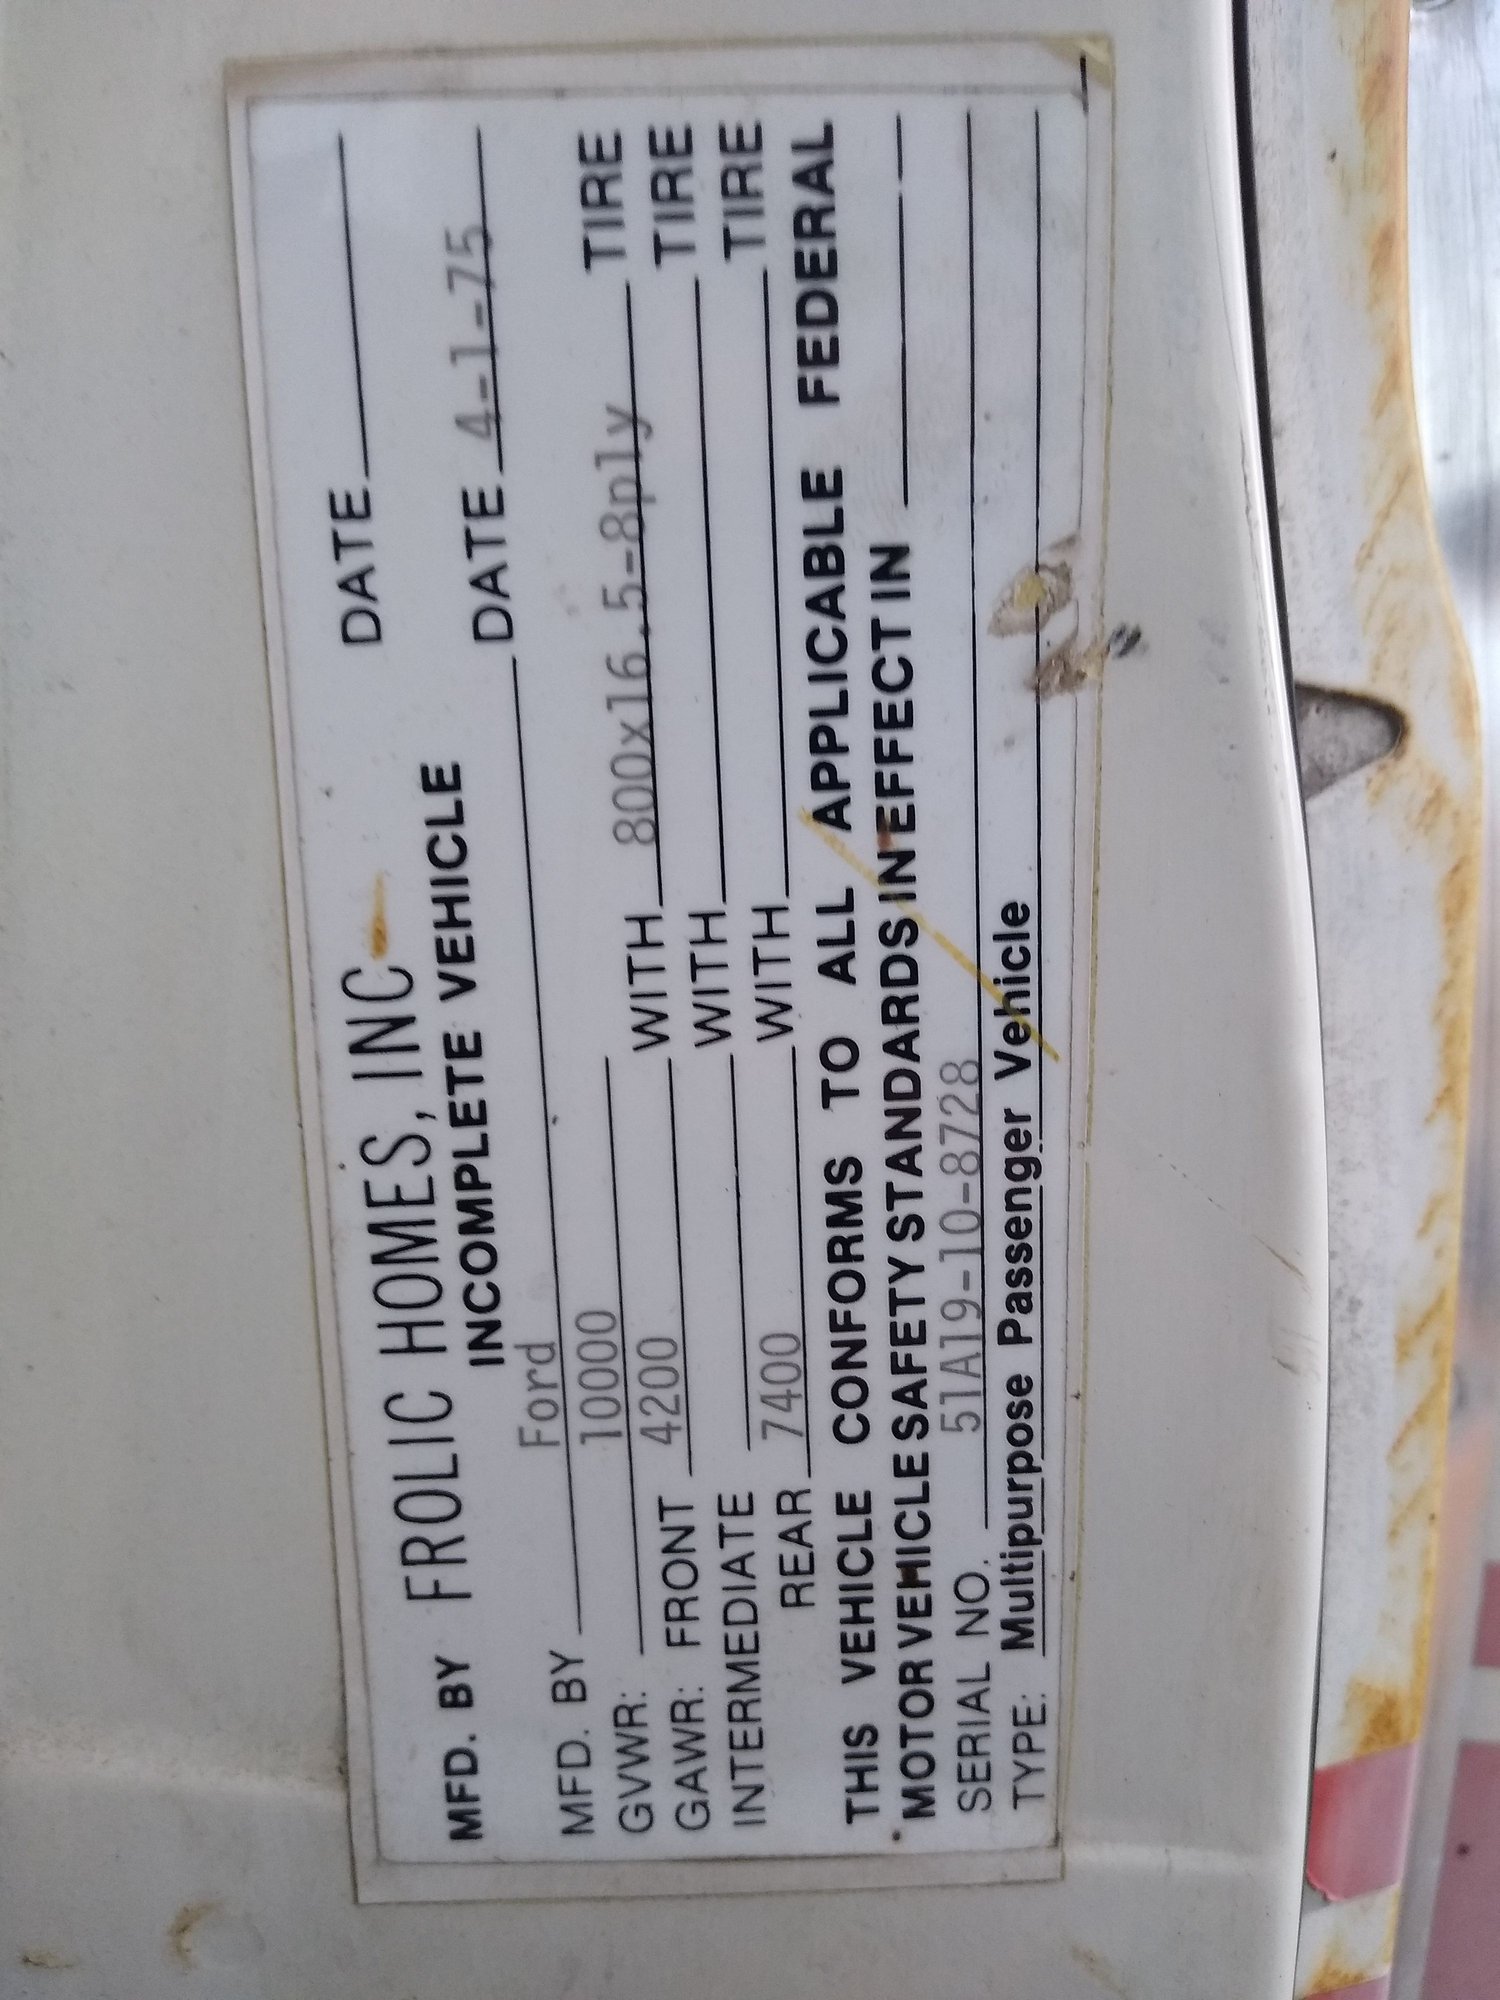 MFD. BY FROLIC HOMES, INC DATE
INCOMPLETE VEHICLE
MFD. BY Ford DATE 4-1-75
GVWR: 10000
GAWR: FRONT 4200 WITH 800x16.5-8ply TIRE
INTERMEDIATE WITH TIRE
REAR 7400 WITH TIRE
THIS VEHICLE CONFORMS TO ALL APPLICABLE FEDERAL
MOTOR VEHICLE SAFETY STANDARDS IN EFFECT IN
SERIAL NO. 51A19-10-8728
TYPE: Multipurpose Passenger Vehicle